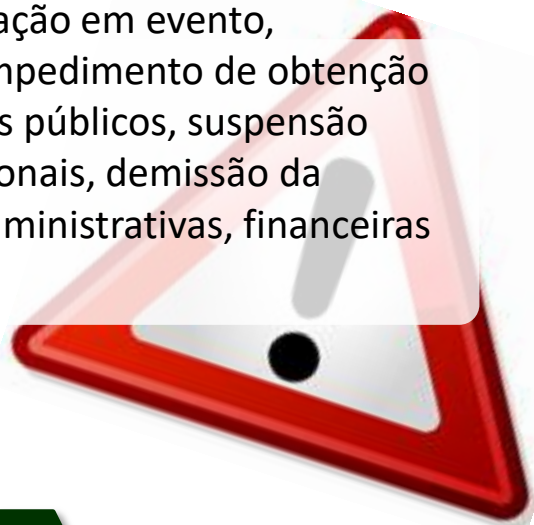 ação em evento,
mpedimento de obtenção
s públicos, suspensão
onais, demissão da
ministrativas, financeiras